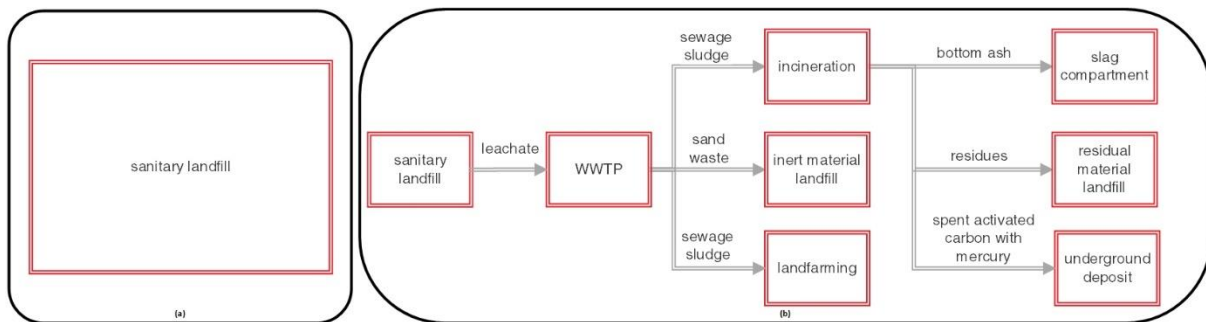 sanitary landfill
(a)
sanitary
landfill
leachate
WWTP
sewage
sludge
sand
waste
sewage
sludge
incineration
inert material
landfill
landfarming
bottom ash
residues
spent activated
carbon with
mercury
slag
compartment
residual
material
landfill
underground
deposit
(b)